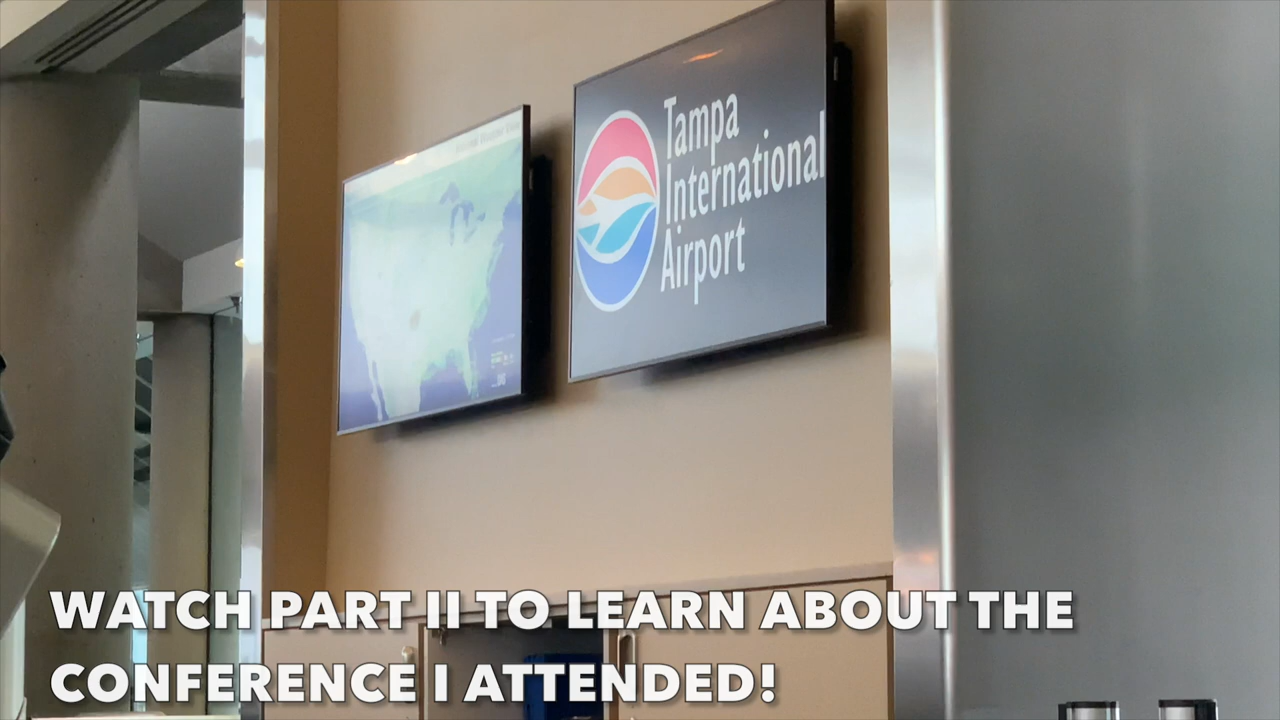 Tampa
International
Airport
WATCH PART II TO LEARN ABOUT THE
CONFERENCE I ATTENDED!